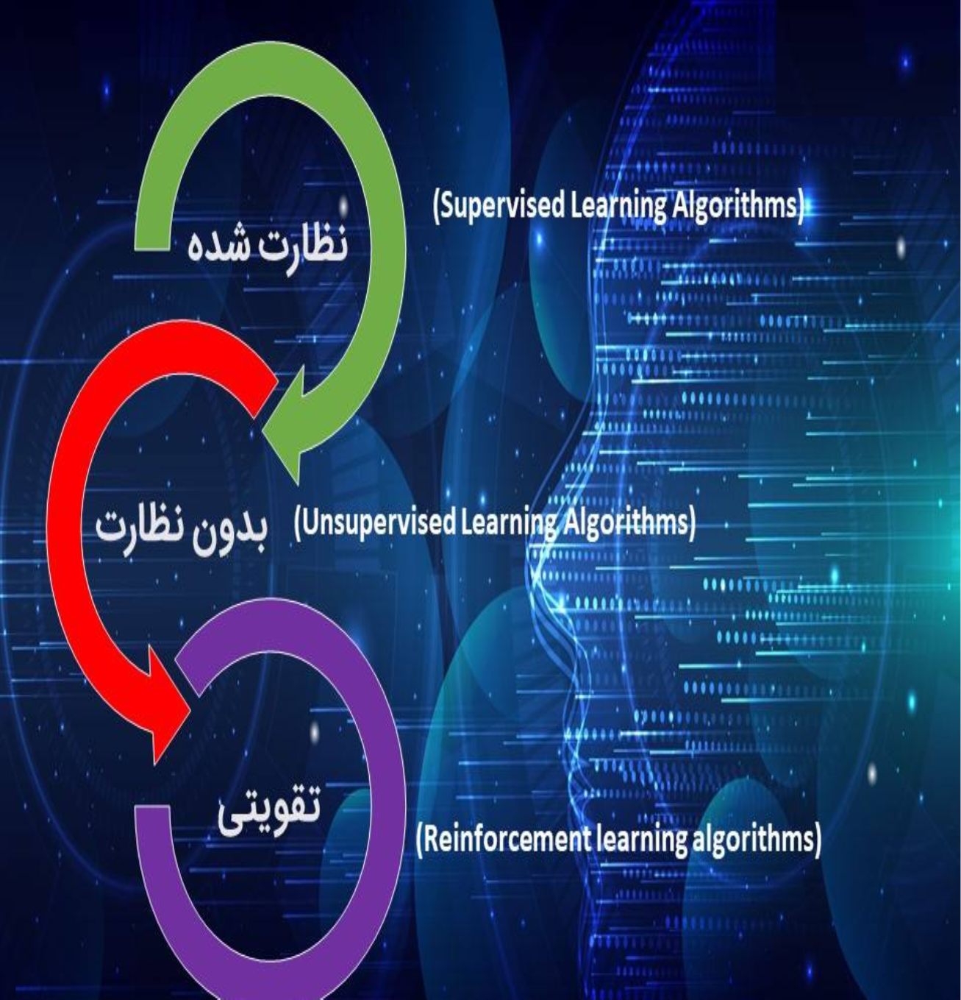 نظارت شده
(Supervised Learning Algorithms)
بدون نظارت
(Unsupervised Learning Algorithms)
تقویتی
(Reinforcement learning algorithms)